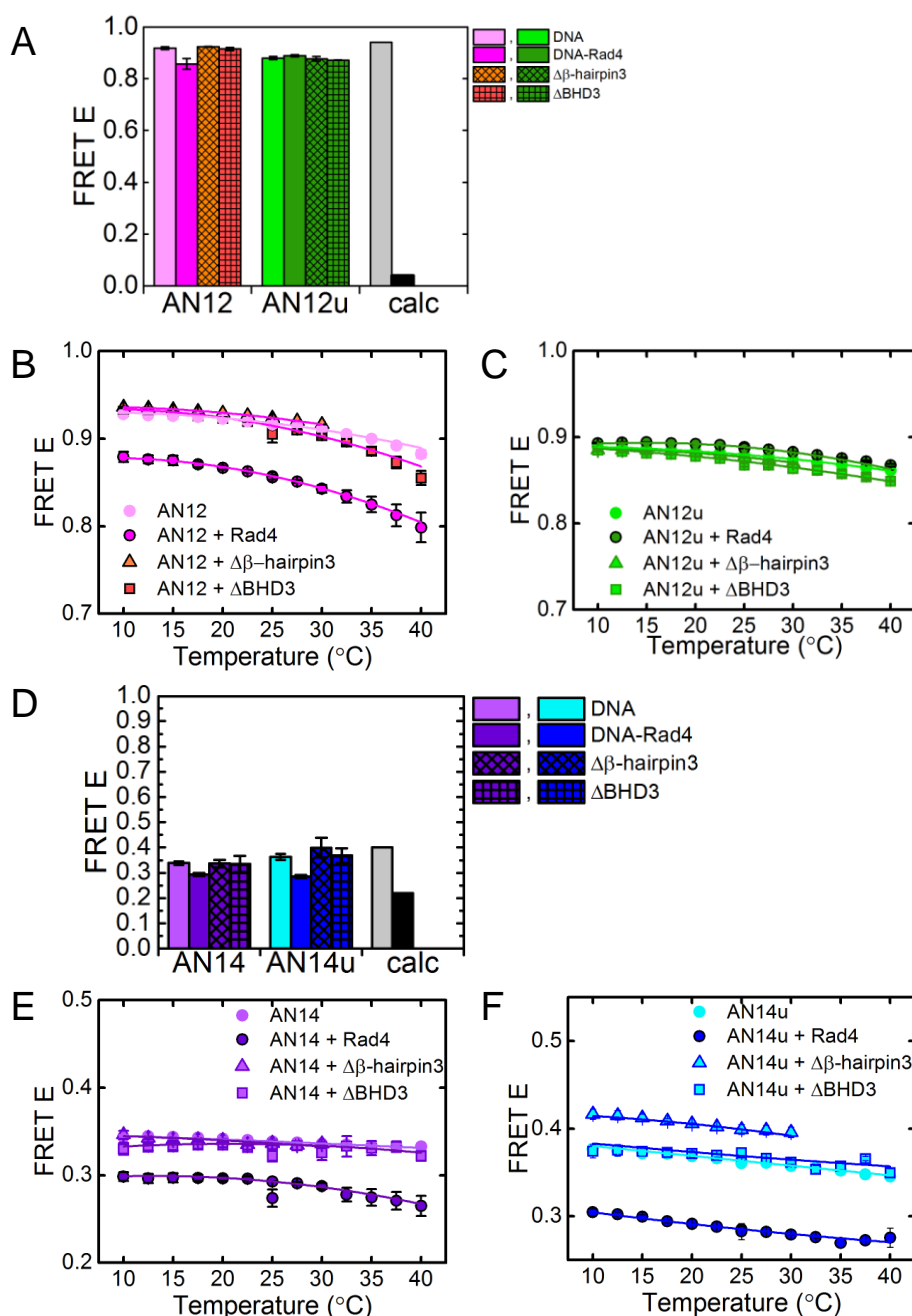 A
FRET E
1.0
0.8
0.6
0.4
0.2
0.0
AN12 AN12u calc
, DNA
, DNA-Rad4
Δβ-hairpin3
, ΔBHD3
B
FRET E
1.0
0.9
0.8
0.7
AN12
AN12 + Rad4
AN12 + Δβ-hairpin3
AN12 + ΔBHD3
10 15 20 25 30 35 40
Temperature (°C)
C
FRET E
1.0
0.9
0.8
0.7
AN12u
AN12u + Rad4
AN12u + Δβ-hairpin3
AN12u + ΔBHD3
10 15 20 25 30 35 40
Temperature (°C)
D
FRET E
1.0
0.9
0.8
0.7
0.6
0.5
0.4
0.3
0.2
0.1
0.0
AN14 AN14u calc
, DNA
, DNA-Rad4
, Δβ-hairpin3
, ΔBHD3
E
FRET E
0.5
0.4
0.3
0.2
AN14
AN14 + Rad4
AN14 + Δβ-hairpin3
AN14 + ΔBHD3
10 15 20 25 30 35 40
Temperature (°C)
F
FRET E
0.5
0.4
0.3
AN14u
AN14u + Rad4
AN14u + Δβ-hairpin3
AN14u + ΔBHD3
10 15 20 25 30 35 40
Temperature (°C)